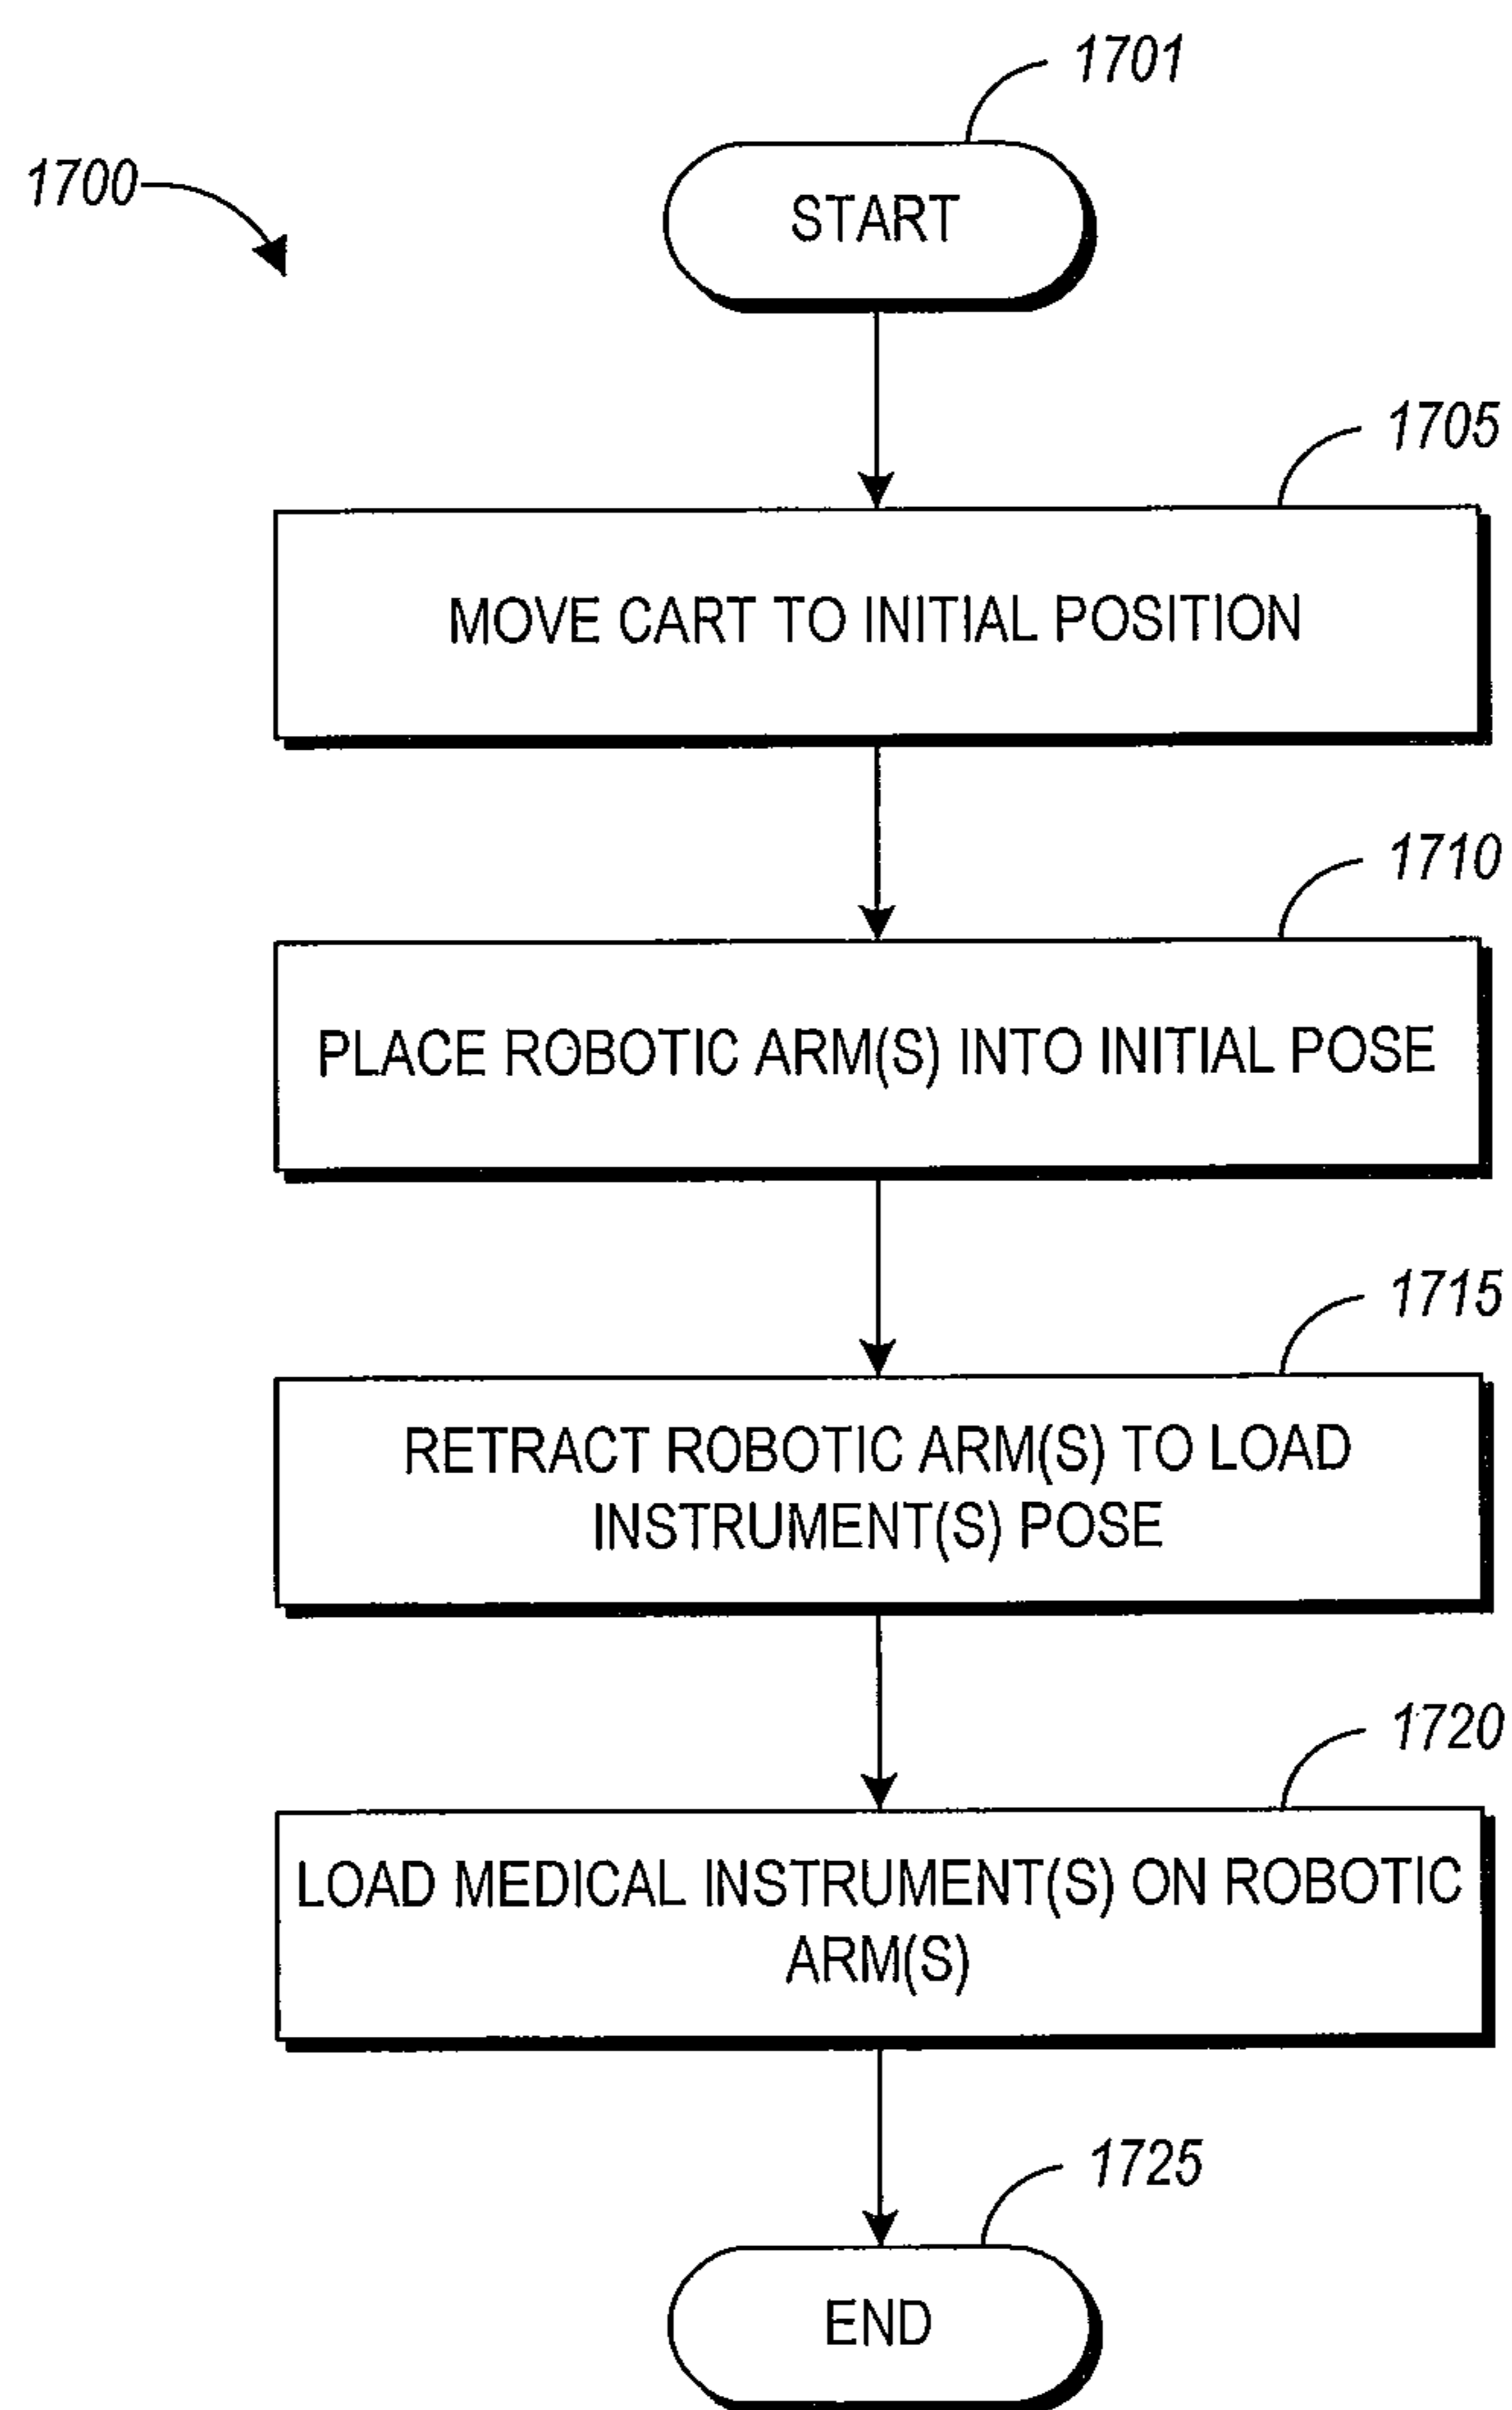 1701
1700
START
1705
MOVE CART TO INITIAL POSITION
1710
PLACE ROBOTIC ARM(S) INTO INITIAL POSE
1715
RETRACT ROBOTIC ARM(S) TO LOAD
INSTRUMENT(S) POSE
1720
LOAD MEDICAL INSTRUMENT(S) ON ROBOTIC
ARM(S)
1725
END